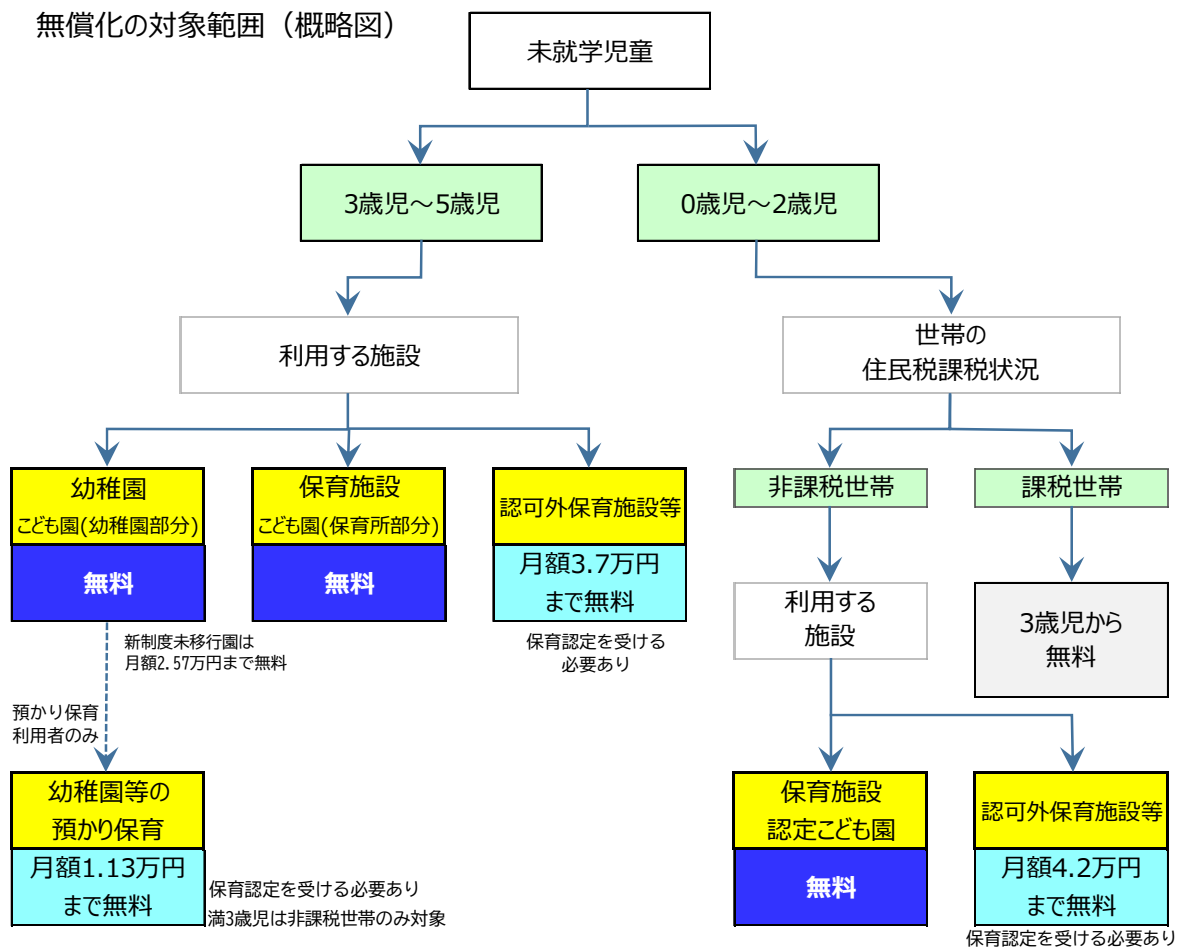 無償化の対象範囲（概略図）
未就学児童
3歳児～5歳児
0歳児～2歳児
利用する施設
世帯の
住民税課税状況
幼稚園
こども園(幼稚園部分)
無料
保育施設
こども園(保育所部分)
無料
認可外保育施設等
月額3.7万円
まで無料
非課税世帯
課税世帯
新制度未移行園は
月額2.57万円まで無料
保育認定を受ける
必要あり
利用する
施設
3歳児から
無料
預かり保育
利用者のみ
幼稚園等の
預かり保育
月額1.13万円
まで無料
保育認定を受ける必要あり
満3歳児は非課税世帯のみ対象
保育施設
認定こども園
無料
認可外保育施設等
月額4.2万円
まで無料
保育認定を受ける必要あり